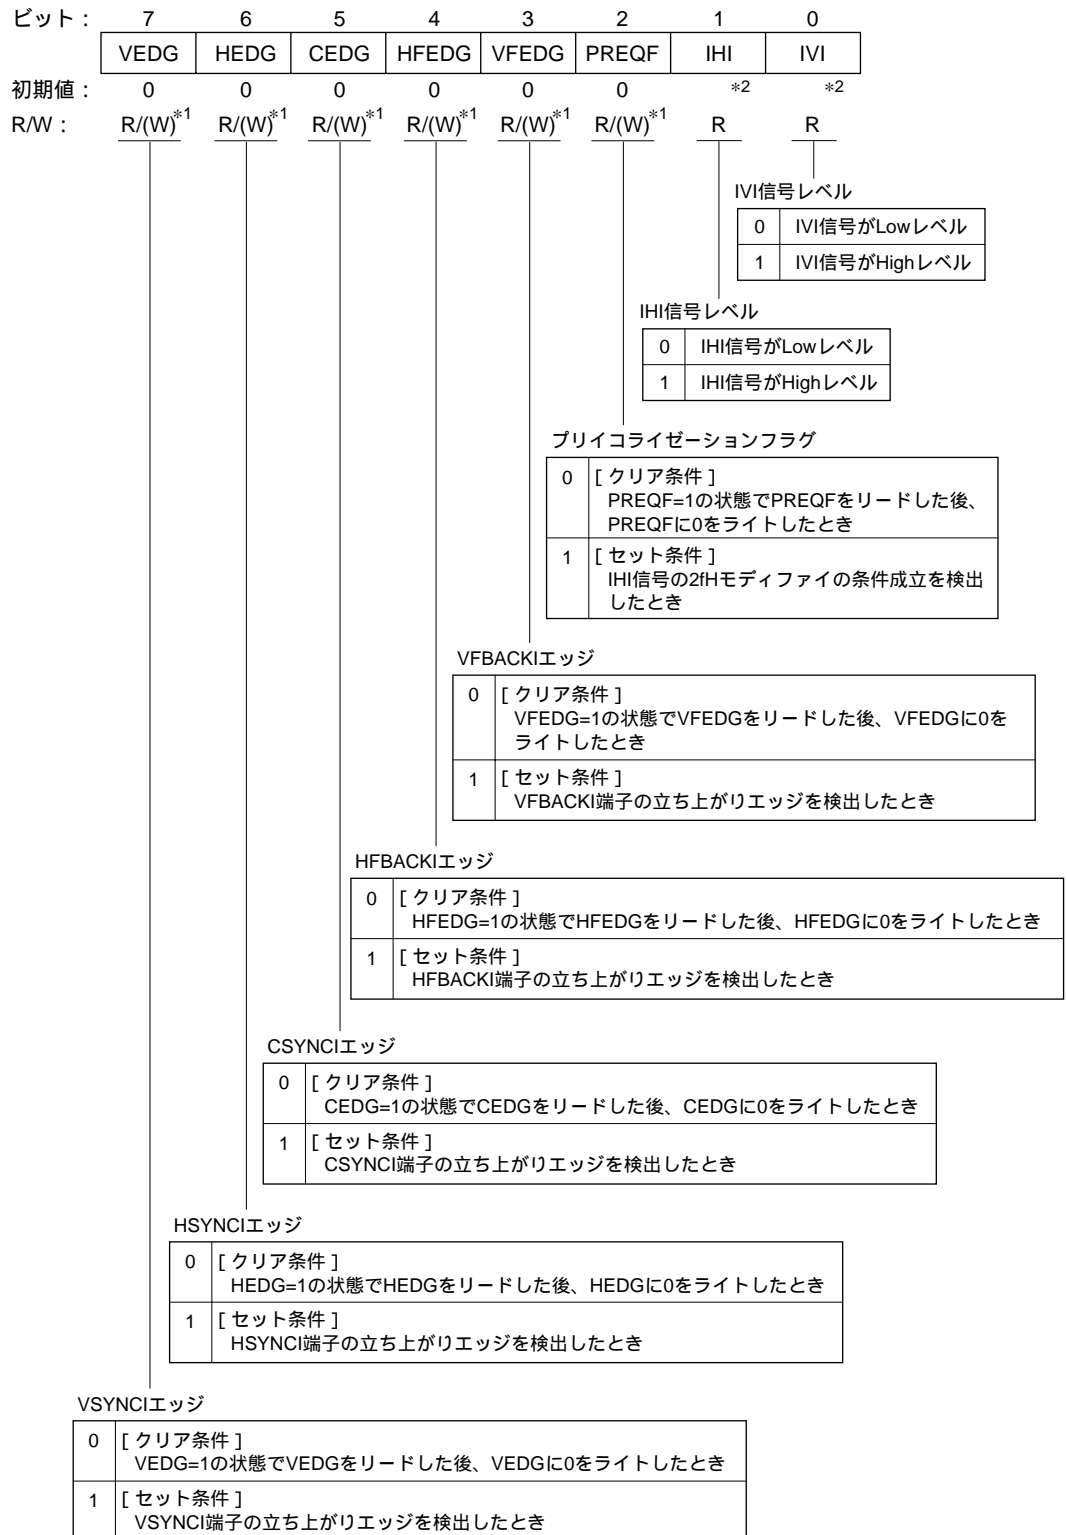 ビット： 7 6 5 4 3 2 1 0
VEDG HEDG CEDG HFEDG VFEDG PREQF IHI IVI
初期値： 0 0 0 0 0 0 *2 *2
R/W： R/(W)*1 R/(W)*1 R/(W)*1 R/(W)*1 R/(W)*1 R/(W)*1 R R
IVI信号レベル
0 IVI信号がLowレベル
1 IVI信号がHighレベル
IHI信号レベル
0 IHI信号がLowレベル
1 IHI信号がHighレベル
プリイコライゼーションフラグ
0 [クリア条件]
PREQF=1の状態でPREQFをリードした後、
PREQFに0をライトしたとき
1 [セット条件]
IHI信号の2fHモディファイの条件成立を検出
したとき
VFBACKIエッジ
0 [クリア条件]
VFEDG=1の状態でVFEDGをリードした後、VFEDGに0を
ライトしたとき
1 [セット条件]
VFBACKI端子の立ち上がりエッジを検出したとき
HFBACKIエッジ
0 [クリア条件]
HFEDG=1の状態でHFEDGをリードした後、HFEDGに0をライトしたとき
1 [セット条件]
HFBACKI端子の立ち上がりエッジを検出したとき
CSYNCIエッジ
0 [クリア条件]
CEDG=1の状態でCEDGをリードした後、CEDGに0をライトしたとき
1 [セット条件]
CSYNCI端子の立ち上がりエッジを検出したとき
HSYNCIエッジ
0 [クリア条件]
HEDG=1の状態でHEDGをリードした後、HEDGに0をライトしたとき
1 [セット条件]
HSYNCI端子の立ち上がりエッジを検出したとき
VSYNCIエッジ
0 [クリア条件]
VEDG=1の状態でVEDGをリードした後、VEDGに0をライトしたとき
1 [セット条件]
VSYNCI端子の立ち上がりエッジを検出したとき